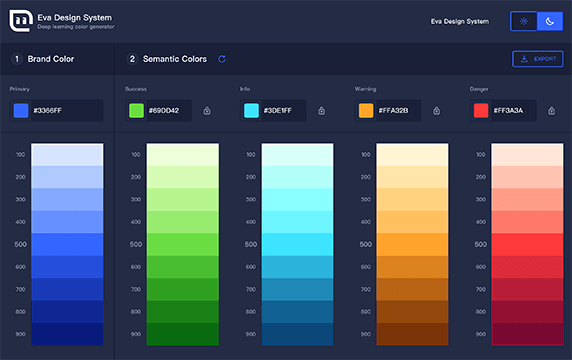 Eva Design System
Deep learning color generator
Eva Design System
1 Brand Color
2 Semantic Colors
EXPORT
Primary
Success
Info
Warning
Danger
#3366FF
#69DD42
#3DE1FF
#FFA32B
#FF3A3A
100 100 100 100 100
200 200 200 200 200
300 300 300 300 300
400 400 400 400 400
500 500 500 500 500
600 600 600 600 600
700 700 700 700 700
800 800 800 800 800
900 900 900 900 900